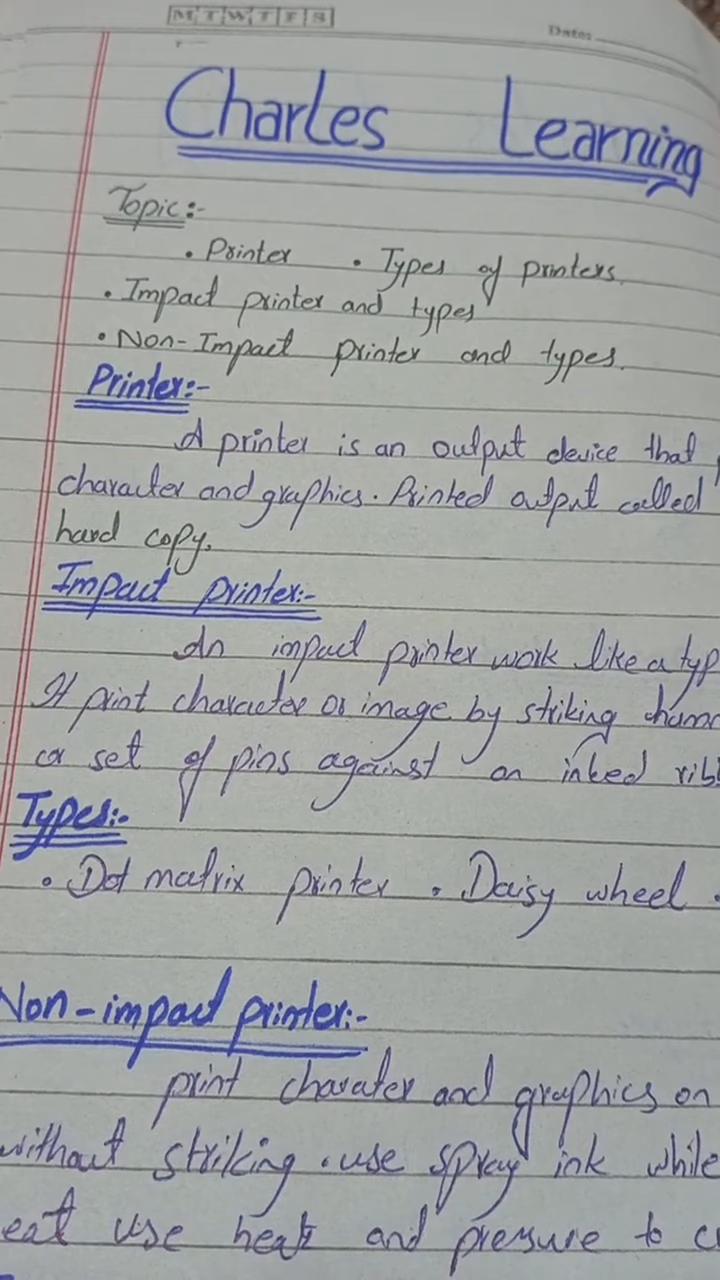 M T W T F S
Date:
Charles Learning
Topic:-
• Printer • Types of printers.
• Impact printer and types
• Non-Impact printer and types.
Printer:-
A printer is an output device that
character and graphics. Printed output called
hard copy.
Impact printer:-
An impact printer work like a typ
It print character or image by striking hamm
or set of pins against an inked rib
Types:-
• Dot matrix printer • Daisy wheel •
Non-impact printer:-
print charater and graphics on
without striking. use spray ink while
eat use heat and pressure to c